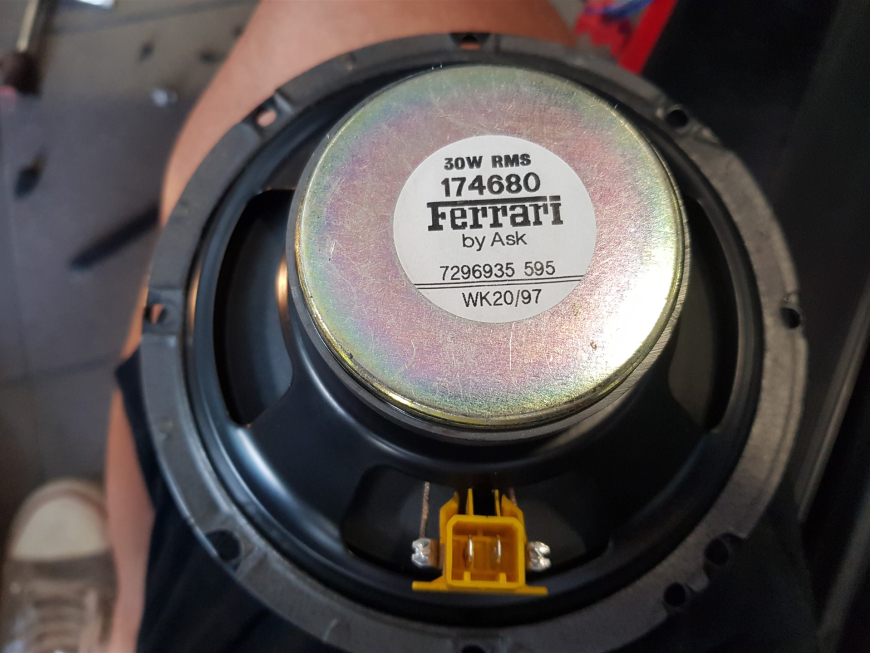 30W RMS
174680
Ferrari
by Ask
7296935 595
WK20/97